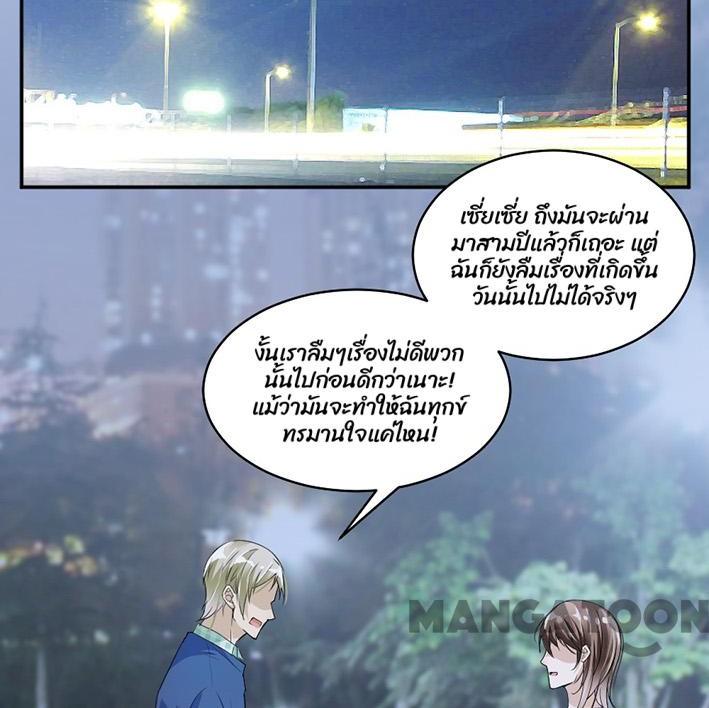 เซี่ยเซี่ย ถึงมันจะผ่าน
มาสามปีแล้วก็เถอะ แต่
ฉันก็ยังลืมเรื่องที่เกิดขึ้น
วันนั้นไปไม่ได้จริงๆ
งั้นเราลืมๆเรื่องไม่ดีพวก
นั้นไปก่อนดีกว่าเนาะ!
แม้ว่ามันจะทำให้ฉันทุกข์
ทรมานใจแค่ไหน!
MANGATOON